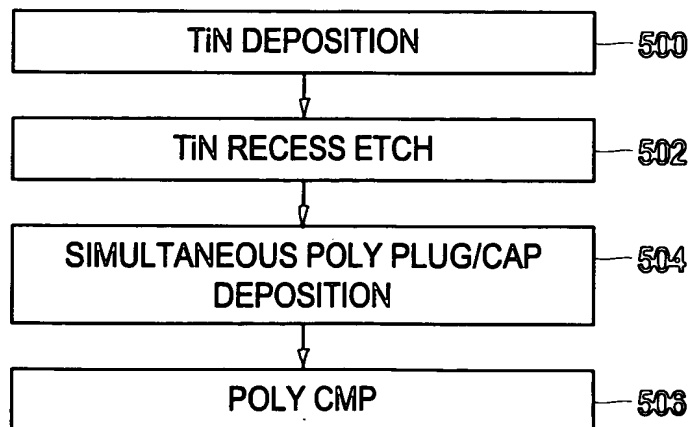 TiN DEPOSITION 500
TiN RECESS ETCH 502
SIMULTANEOUS POLY PLUG/CAP 504
DEPOSITION
POLY CMP 506